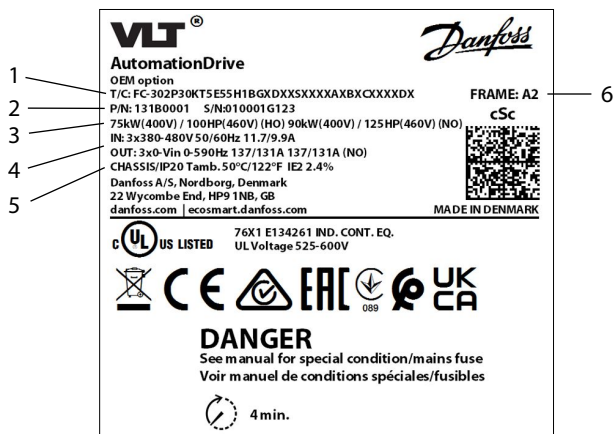 VLT®
Danfoss
AutomationDrive
OEM option
1
T/C: FC-302P30KT5E55H1BGXDXXSXXXXAXBXCXXXXDX
FRAME: A2
6
2
P/N: 131B0001 S/N:010001G123
cSc
3
75kW(400V) / 100HP(460V) (HO) 90kW(400V) / 125HP(460V) (NO)
4
IN: 3x380-480V 50/60Hz 11.7/9.9A
OUT: 3x0-Vin 0-590Hz 137/131A 137/131A (NO)
5
CHASSIS/IP20 Tamb. 50°C/122°F IE2 2.4%
Danfoss A/S, Nordborg, Denmark
22 Wycombe End, HP9 1NB, GB
danfoss.com | ecosmart.danfoss.com
MADE IN DENMARK
C UL US LISTED
76X1 E134261 IND. CONT. EQ.
UL Voltage 525-600V
CE EAC 089 UK CA
DANGER
See manual for special condition/mains fuse
Voir manuel de conditions spéciales/fusibles
4 min.